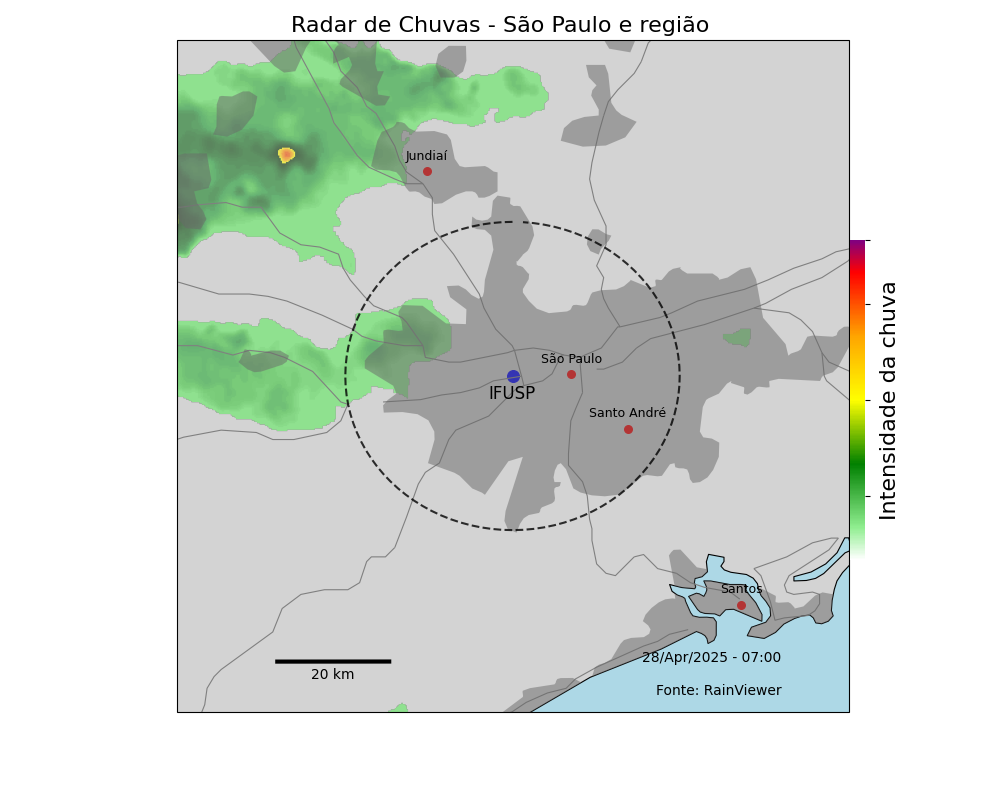 Radar de Chuvas - São Paulo e região
Jundiaí
São Paulo
IFUSP
Santo André
Intensidade da chuva
Santos
28/Apr/2025 - 07:00
20 km
Fonte: RainViewer